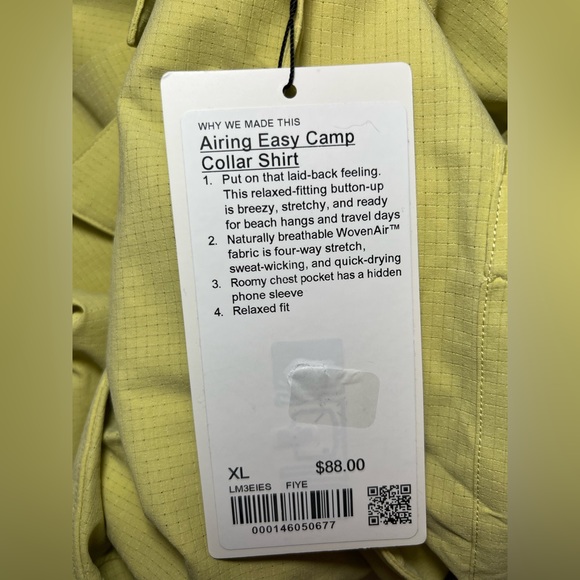 WHY WE MADE THIS
Airing Easy Camp
Collar Shirt
1. Put on that laid-back feeling.
This relaxed-fitting button-up
is breezy, stretchy, and ready
for beach hangs and travel days
2. Naturally breathable WovenAir™
fabric is four-way stretch,
sweat-wicking, and quick-drying
3. Roomy chest pocket has a hidden
phone sleeve
4. Relaxed fit
XL $88.00
LM3EIES FIYE
000146050677